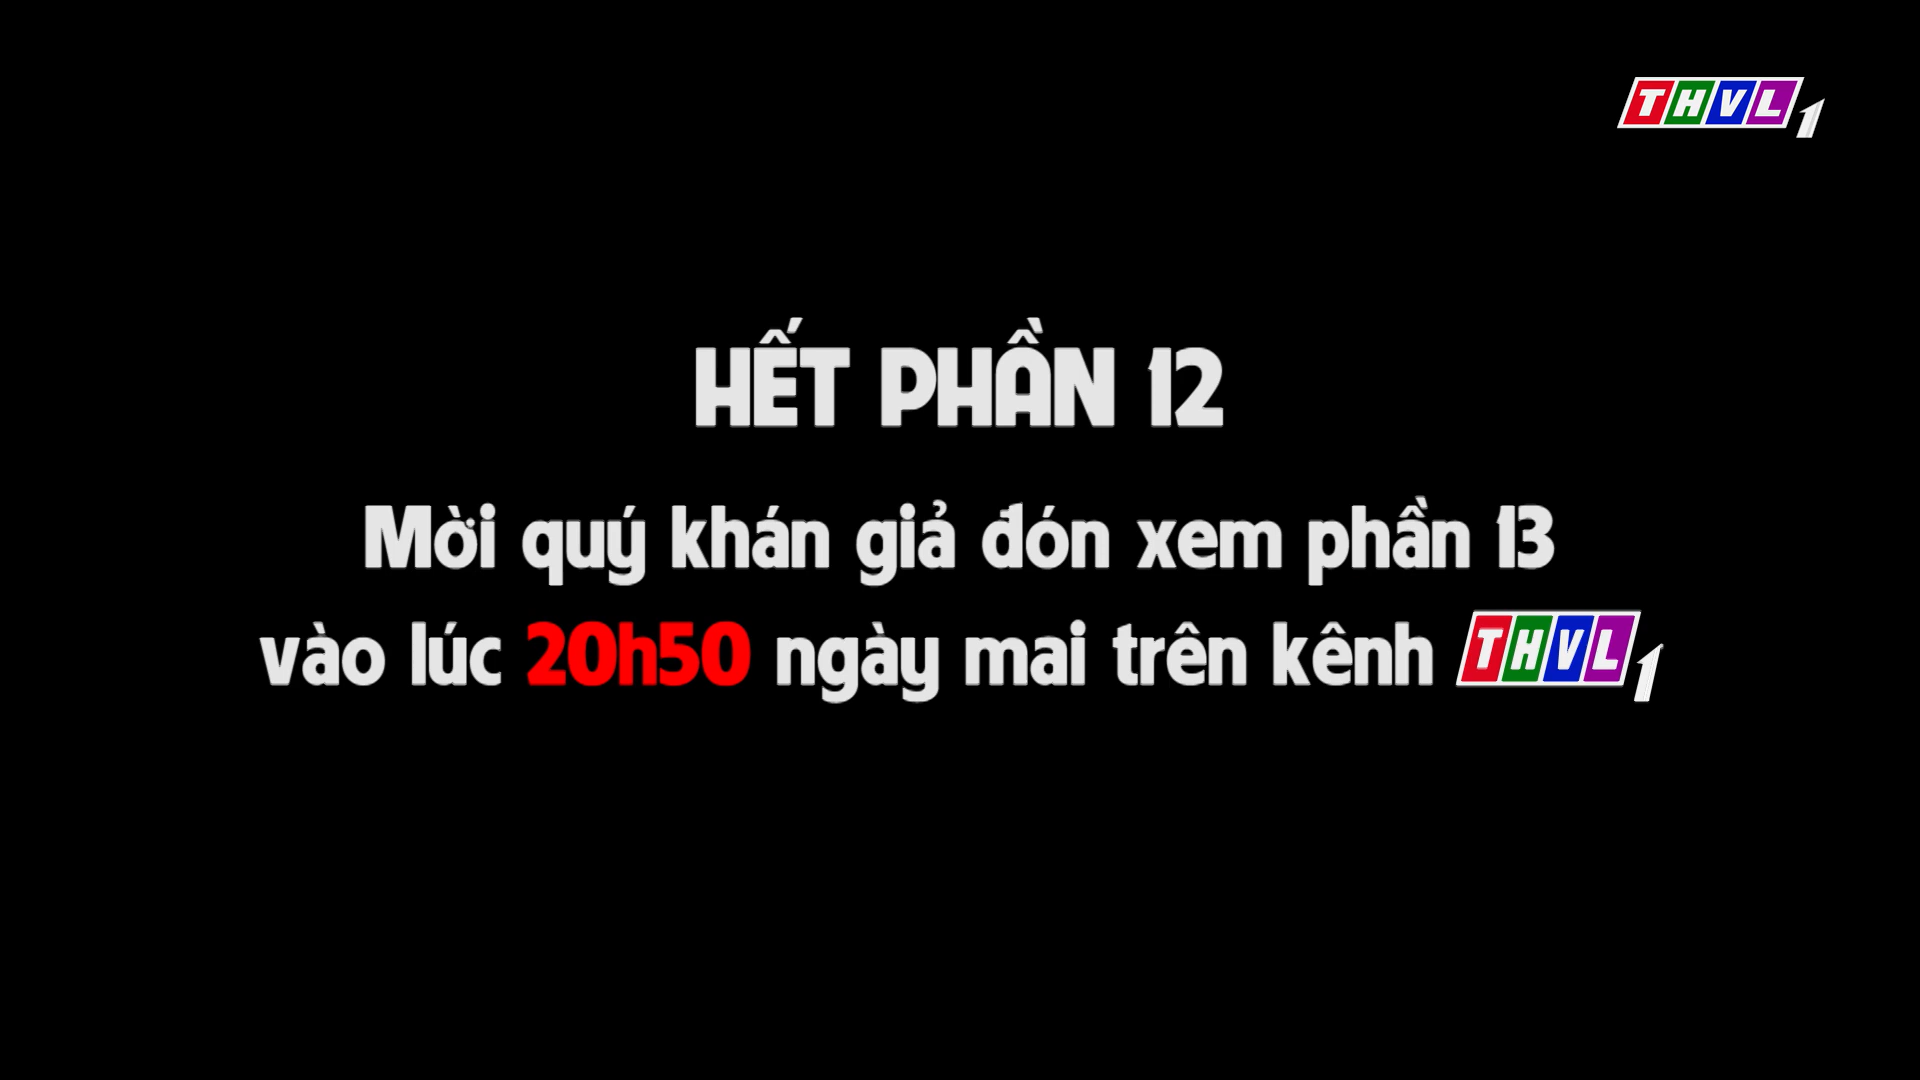 THVL1
HẾT PHẦN 12
Mời quý khán giả đón xem phần 13
vào lúc 20h50 ngày mai trên kênh THVL1